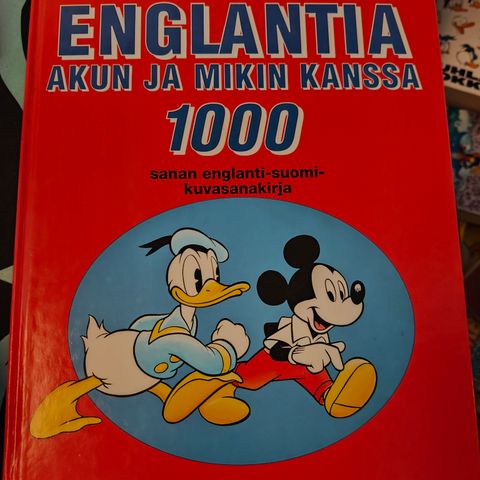 ENGLANTIA
AKUN JA MIKIN KANSSA
1000
sanan englanti-suomi-
kuvasanakirja